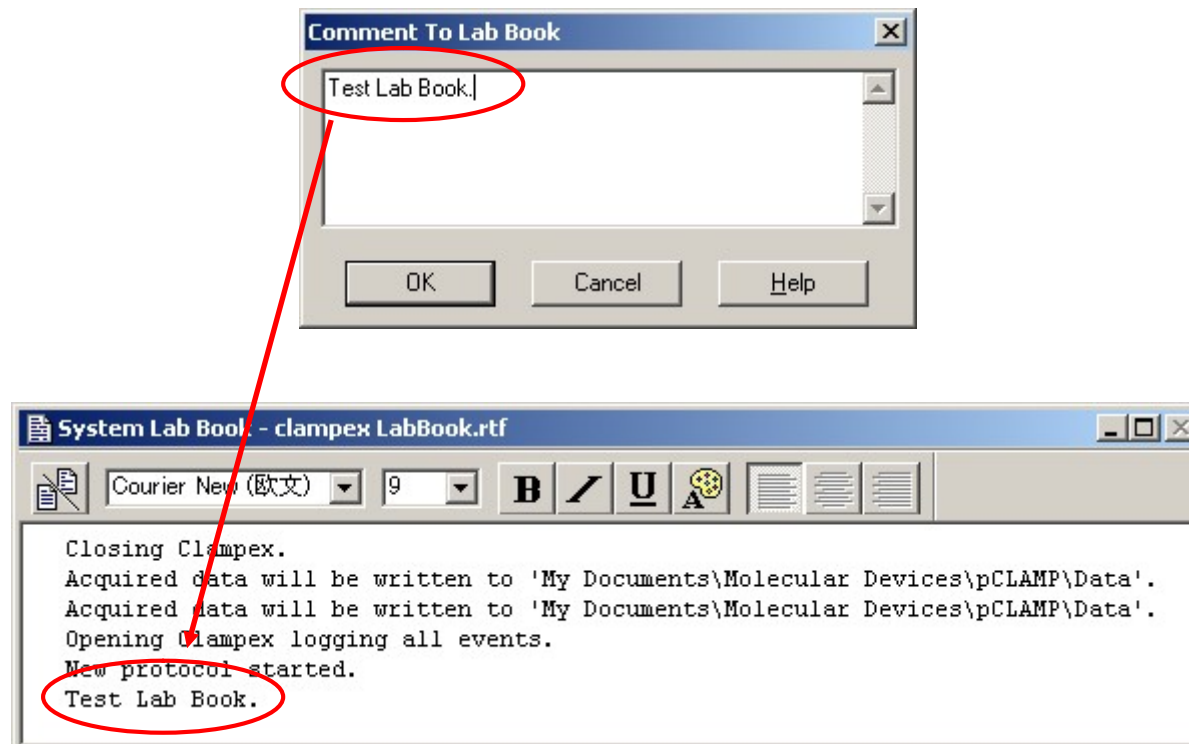 Comment To Lab Book
Test Lab Book.
OK Cancel Help
System Lab Book - clampex LabBook.rtf
Courier New (欧文) 9 B I U A
Closing Clampex.
Acquired data will be written to 'My Documents\Molecular Devices\pCLAMP\Data'.
Acquired data will be written to 'My Documents\Molecular Devices\pCLAMP\Data'.
Opening Clampex logging all events.
New protocol started.
Test Lab Book.